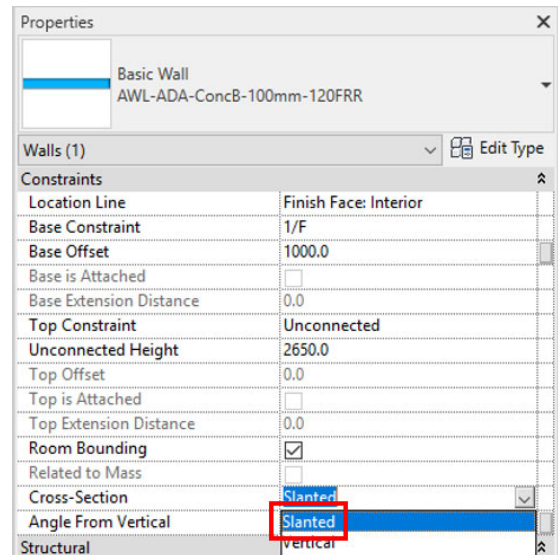 Properties
Basic Wall
AWL-ADA-ConcB-100mm-120FRR
Walls (1) Edit Type
Constraints
Location Line Finish Face: Interior
Base Constraint 1/F
Base Offset 1000.0
Base is Attached
Base Extension Distance 0.0
Top Constraint Unconnected
Unconnected Height 2650.0
Top Offset 0.0
Top is Attached
Top Extension Distance 0.0
Room Bounding
Related to Mass
Cross-Section Slanted
Angle From Vertical Slanted
Structural Vertical